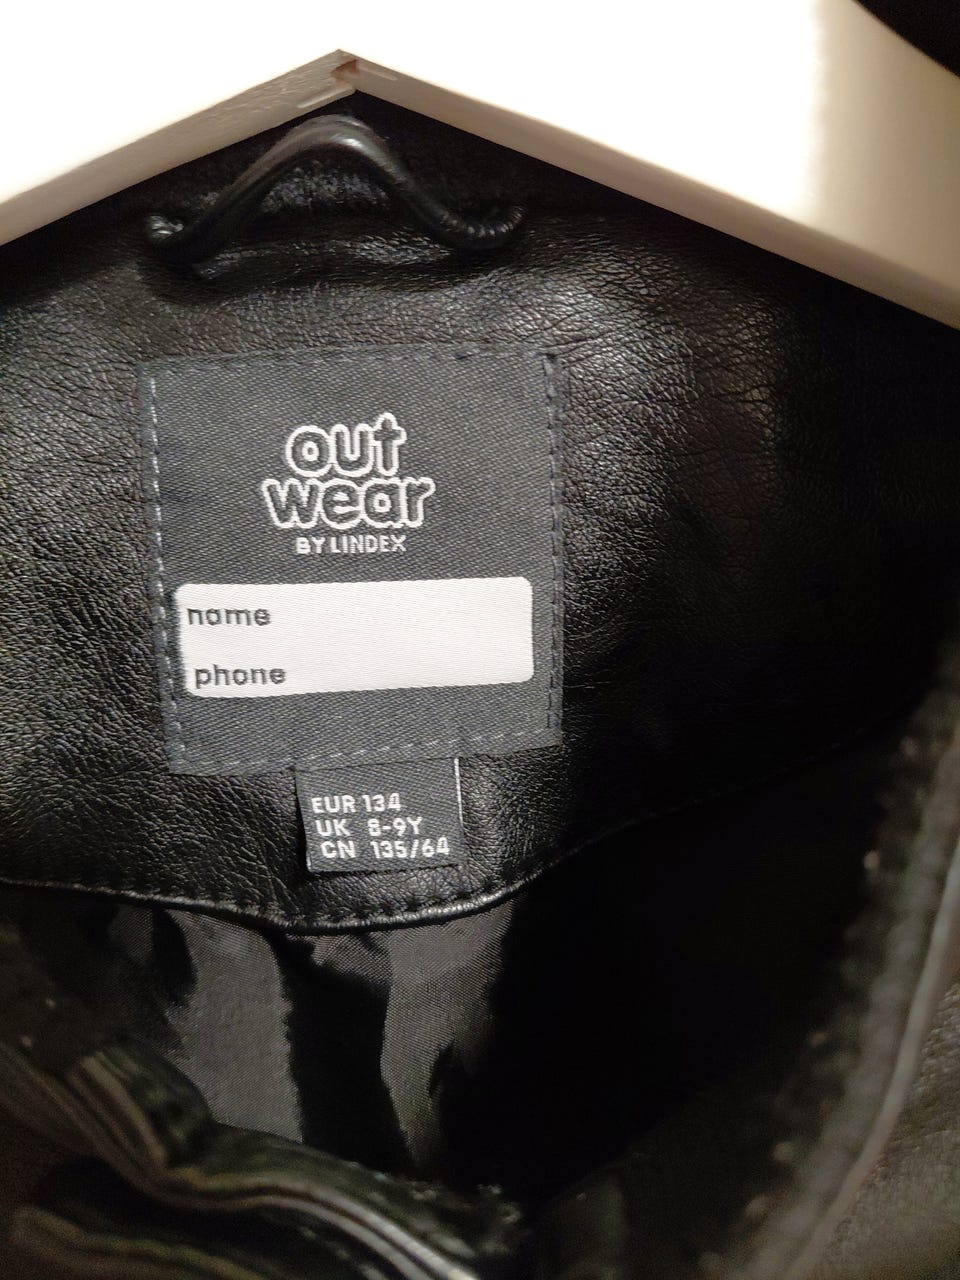 out
wear
BY LINDEX
name
phone
EUR 134
UK 8-9Y
CN 135/64